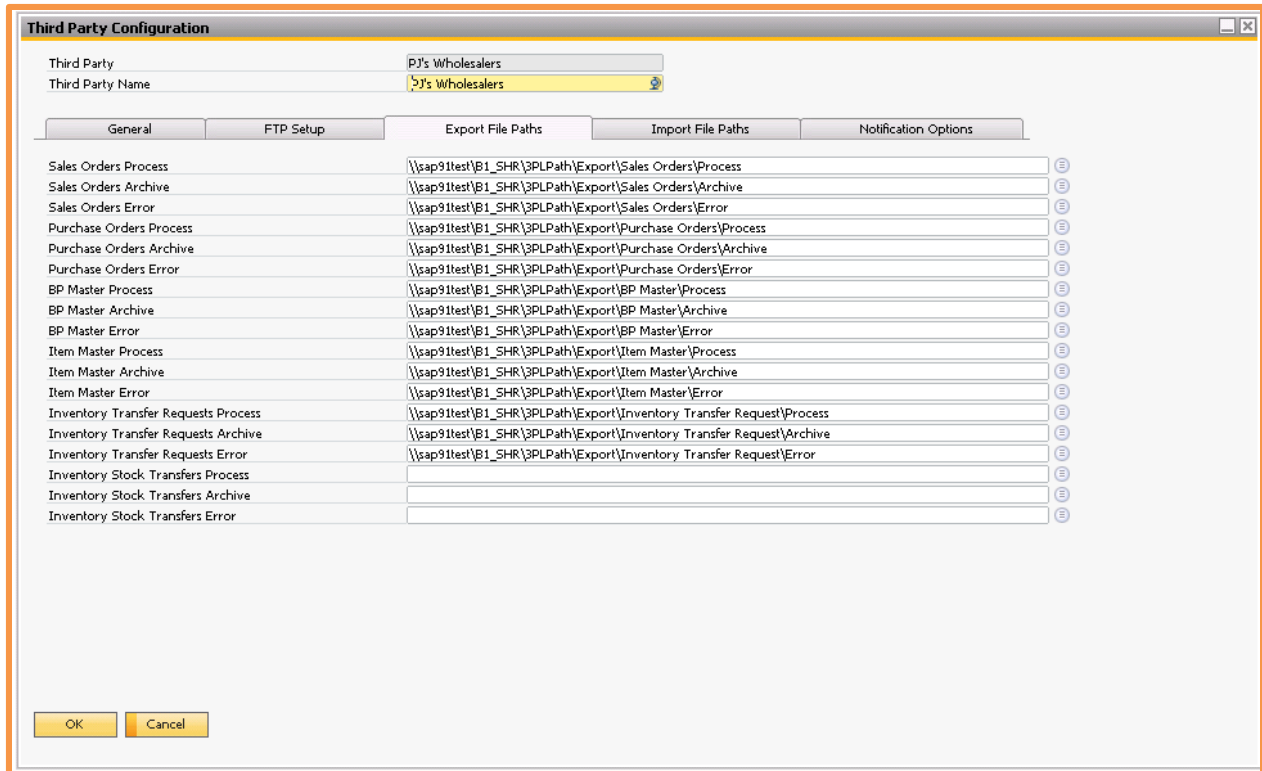 Third Party Configuration
Third Party PJ's Wholesalers
Third Party Name PJ's Wholesalers
General FTP Setup Export File Paths Import File Paths Notification Options
Sales Orders Process \\sap91test\B1_SHR\3PLPath\Export\Sales Orders\Process
Sales Orders Archive \\sap91test\B1_SHR\3PLPath\Export\Sales Orders\Archive
Sales Orders Error \\sap91test\B1_SHR\3PLPath\Export\Sales Orders\Error
Purchase Orders Process \\sap91test\B1_SHR\3PLPath\Export\Purchase Orders\Process
Purchase Orders Archive \\sap91test\B1_SHR\3PLPath\Export\Purchase Orders\Archive
Purchase Orders Error \\sap91test\B1_SHR\3PLPath\Export\Purchase Orders\Error
BP Master Process \\sap91test\B1_SHR\3PLPath\Export\BP Master\Process
BP Master Archive \\sap91test\B1_SHR\3PLPath\Export\BP Master\Archive
BP Master Error \\sap91test\B1_SHR\3PLPath\Export\BP Master\Error
Item Master Process \\sap91test\B1_SHR\3PLPath\Export\Item Master\Process
Item Master Archive \\sap91test\B1_SHR\3PLPath\Export\Item Master\Archive
Item Master Error \\sap91test\B1_SHR\3PLPath\Export\Item Master\Error
Inventory Transfer Requests Process \\sap91test\B1_SHR\3PLPath\Export\Inventory Transfer Request\Process
Inventory Transfer Requests Archive \\sap91test\B1_SHR\3PLPath\Export\Inventory Transfer Request\Archive
Inventory Transfer Requests Error \\sap91test\B1_SHR\3PLPath\Export\Inventory Transfer Request\Error
Inventory Stock Transfers Process
Inventory Stock Transfers Archive
Inventory Stock Transfers Error
OK Cancel